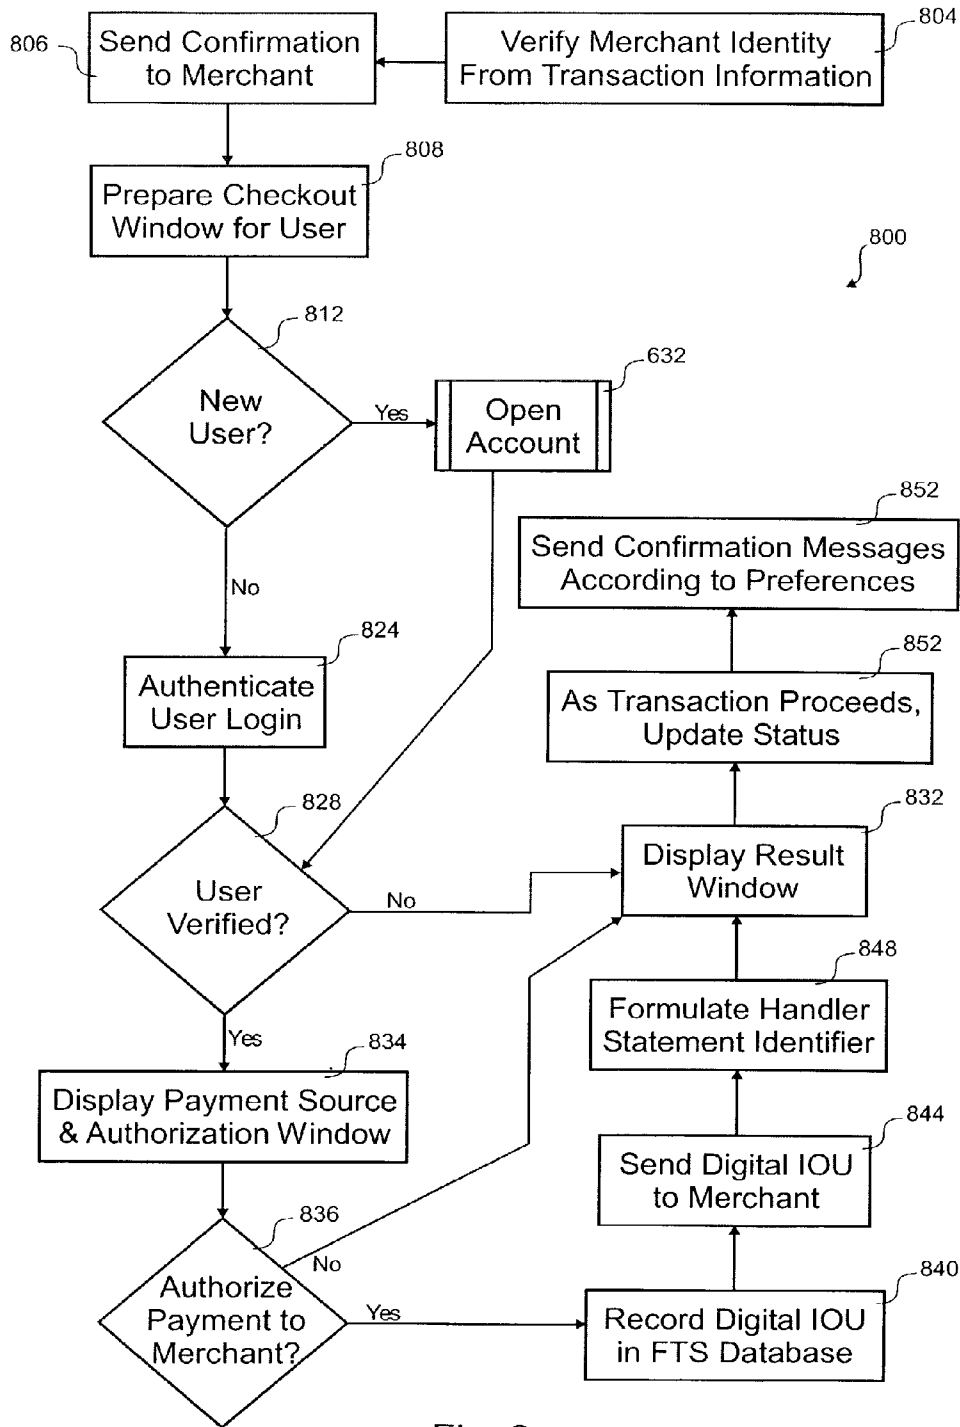 806
Send Confirmation
to Merchant
804
Verify Merchant Identity
From Transaction Information
808
Prepare Checkout
Window for User
800
812
New
User?
Yes
632
Open
Account
No
852
Send Confirmation Messages
According to Preferences
824
Authenticate
User Login
852
As Transaction Proceeds,
Update Status
828
User
Verified?
No
832
Display Result
Window
Yes
848
Formulate Handler
Statement Identifier
834
Display Payment Source
& Authorization Window
844
Send Digital IOU
to Merchant
836
Authorize
Payment to
Merchant?
No
Yes
840
Record Digital IOU
in FTS Database